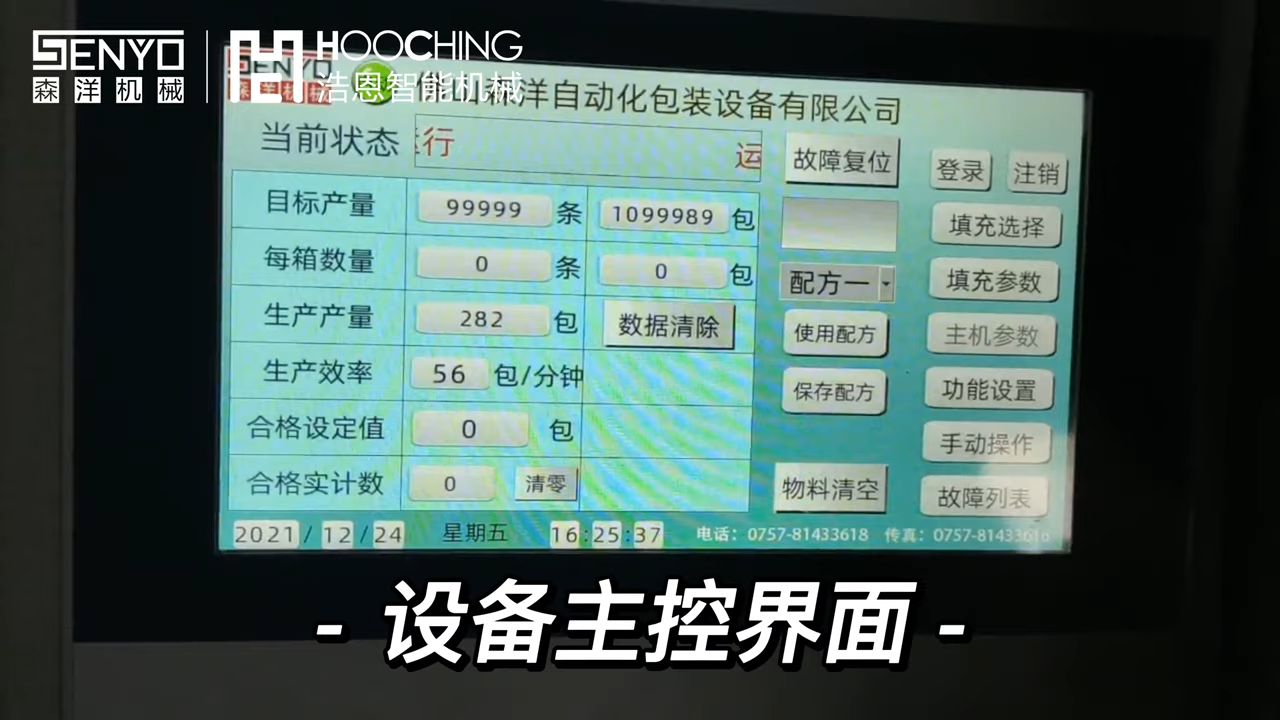 SENYO
森洋机械
HOOCHING
浩恩智能机械
SENYO
洋自动化包装设备有限公司
当前状态 行 运
故障复位 登录 注销
目标产量 99999 条 1099989 包
填充选择
每箱数量 0 条 0 包
配方一 填充参数
生产产量 282 包 数据清除
使用配方 主机参数
生产效率 56 包/分钟
保存配方 功能设置
合格设定值 0 包
手动操作
合格实计数 0 清零
物料清空 故障列表
2021/12/24 星期五 16:25:37 电话：0757-81433618 传真：0757-8143361
- 设备主控界面 -